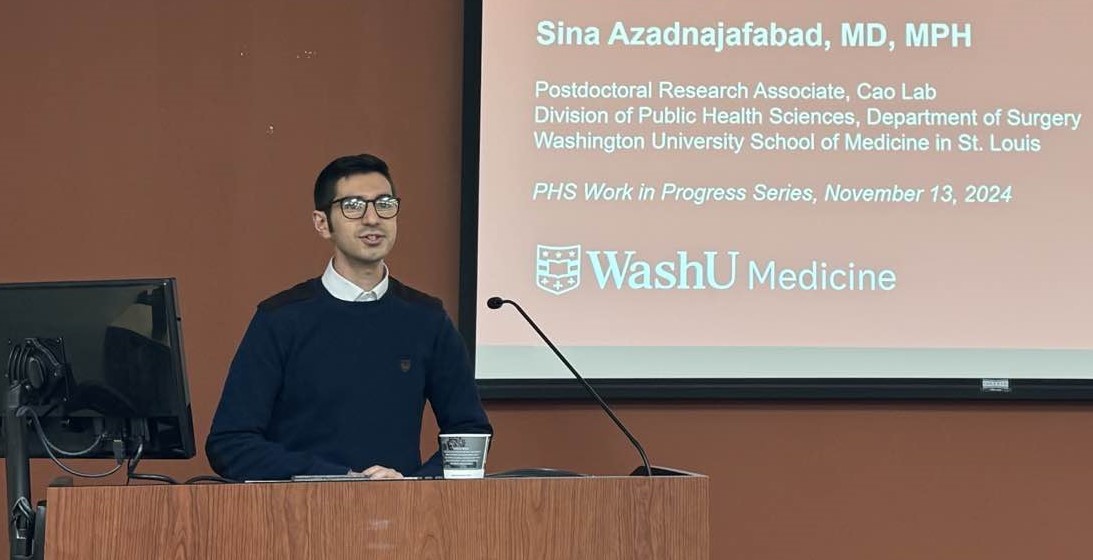 Sina Azadnajafabad, MD, MPH
Postdoctoral Research Associate, Cao Lab
Division of Public Health Sciences, Department of Surgery
Washington University School of Medicine in St. Louis
PHS Work in Progress Series, November 13, 2024
WashU Medicine